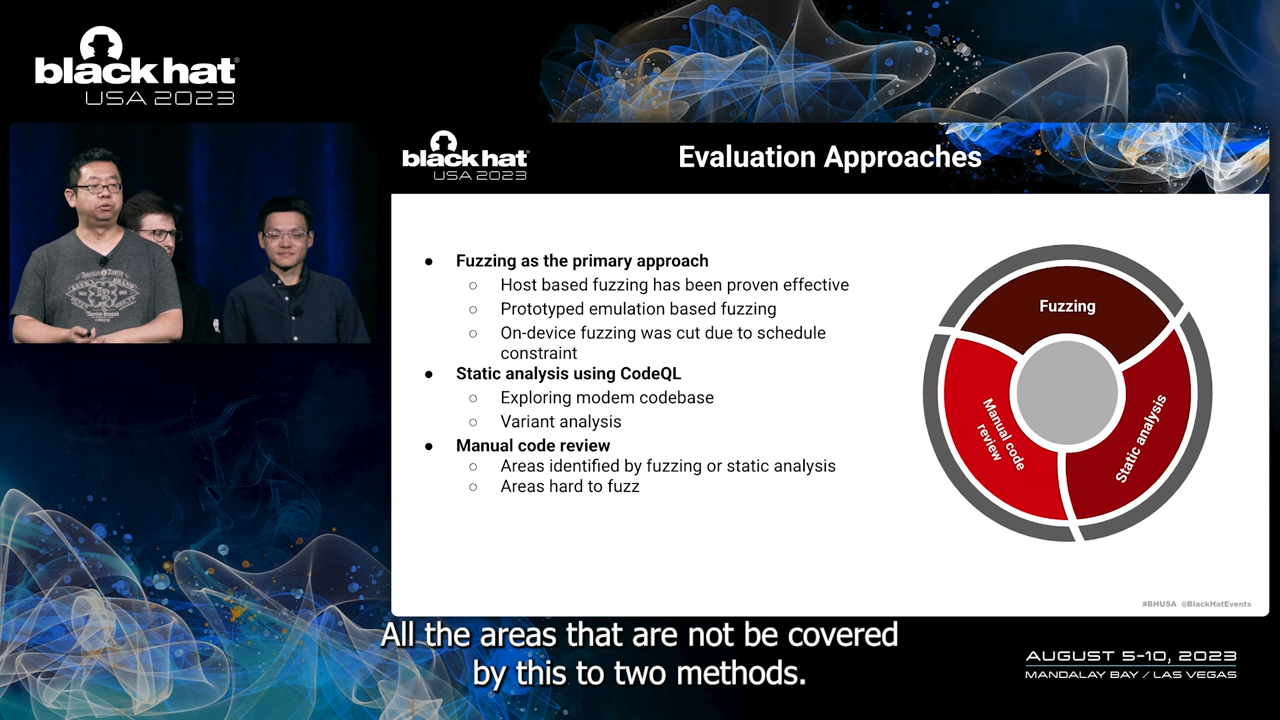 black hat®
USA 2023
black hat®
USA 2023
Evaluation Approaches
● Fuzzing as the primary approach
○ Host based fuzzing has been proven effective
○ Prototyped emulation based fuzzing
○ On-device fuzzing was cut due to schedule
constraint
● Static analysis using CodeQL
○ Exploring modem codebase
○ Variant analysis
● Manual code review
○ Areas identified by fuzzing or static analysis
○ Areas hard to fuzz
Fuzzing
Manual code
review
Static analysis
#BHUSA @BlackHatEvents
All the areas that are not be covered
by this to two methods.
AUGUST 5-10, 2023
MANDALAY BAY / LAS VEGAS